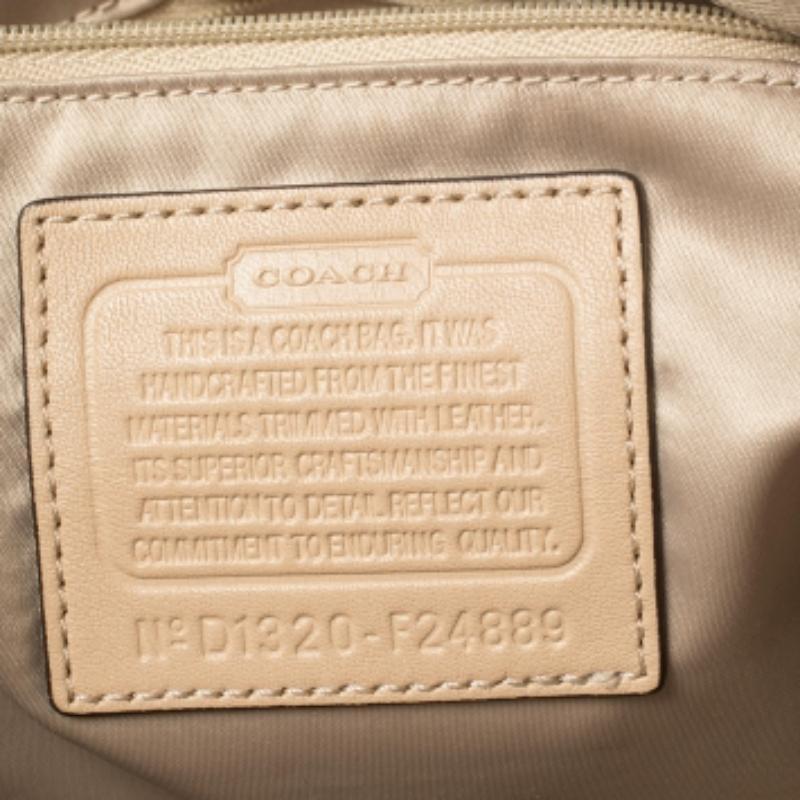 COACH
THIS IS A COACH BAG. IT WAS
HANDCRAFTED FROM THE FINEST
MATERIALS TRIMMED WITH LEATHER.
ITS SUPERIOR CRAFTSMANSHIP AND
ATTENTION TO DETAIL REFLECT OUR
COMMITMENT TO ENDURING QUALITY.
Nº D1320-F24889